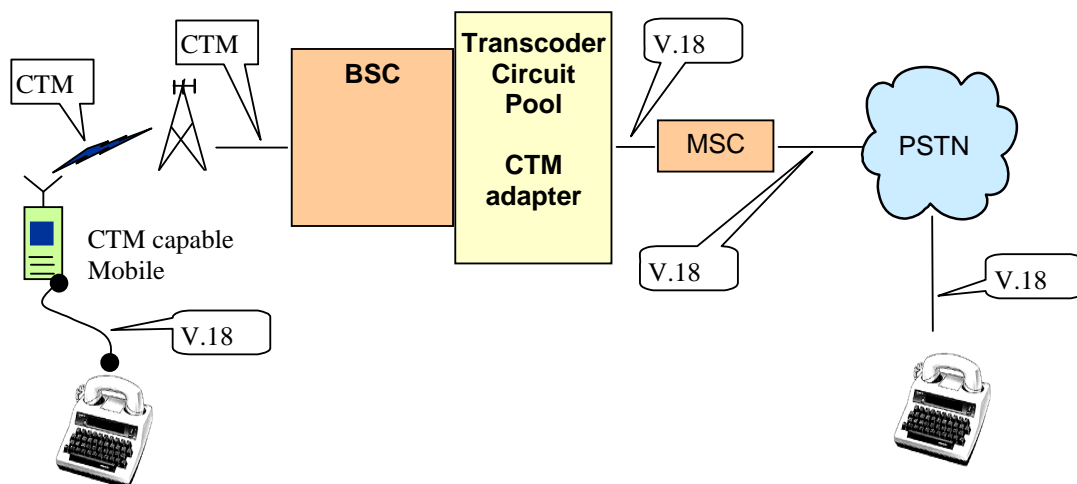 CTM
CTM
BSC
Transcoder
Circuit
Pool
CTM
adapter
V.18
MSC
PSTN
V.18
V.18
CTM capable
Mobile
V.18